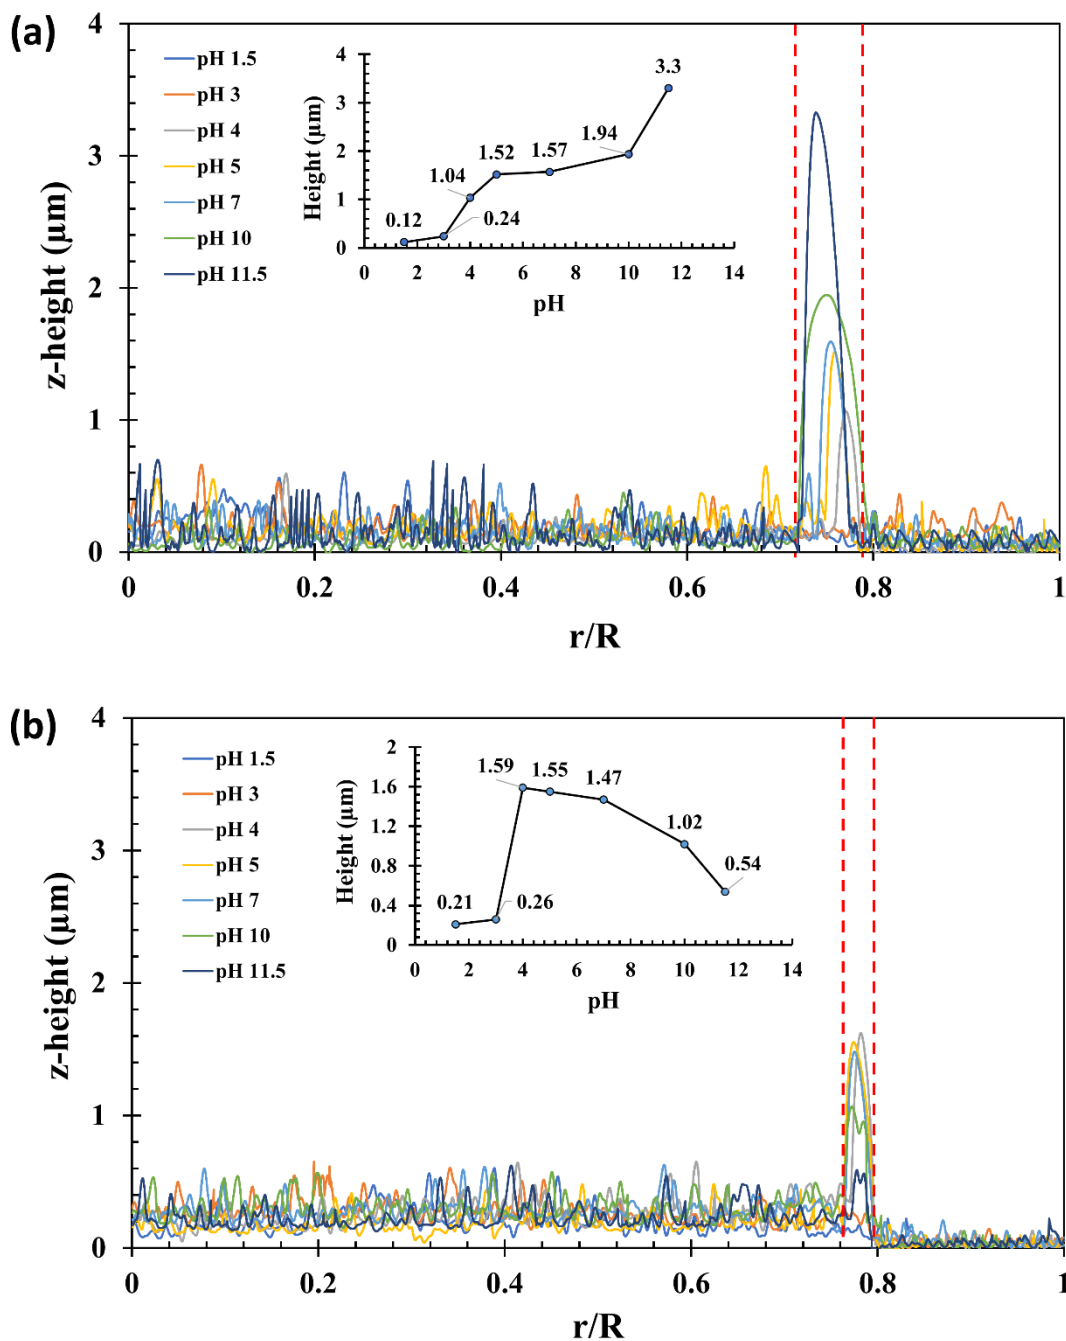 (a)
4
3
2
1
0
z-height (µm)
pH 1.5
pH 3
pH 4
pH 5
pH 7
pH 10
pH 11.5
4
3
2
1
0
Height (µm)
0.12
0.24
1.04
1.52
1.57
1.94
3.3
0 2 4 6 8 10 12 14
pH
0 0.2 0.4 0.6 0.8 1
r/R
(b)
4
3
2
1
0
z-height (µm)
pH 1.5
pH 3
pH 4
pH 5
pH 7
pH 10
pH 11.5
2
1.6
1.2
0.8
0.4
0
Height (µm)
0.21
0.26
1.59
1.55
1.47
1.02
0.54
0 2 4 6 8 10 12 14
pH
0 0.2 0.4 0.6 0.8 1
r/R